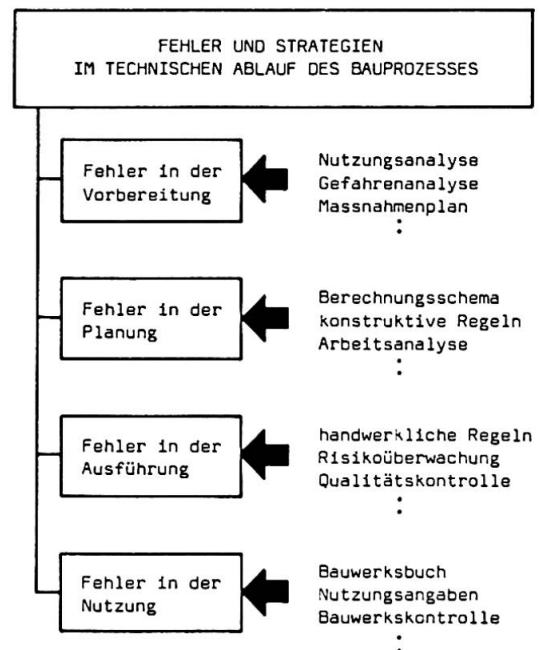 FEHLER UND STRATEGIEN
IM TECHNISCHEN ABLAUF DES BAUPROZESSES
Fehler in der
Vorbereitung
Nutzungsanalyse
Gefahrenanalyse
Massnahmenplan
:
Fehler in der
Planung
Berechnungsschema
konstruktive Regeln
Arbeitsanalyse
:
Fehler in der
Ausführung
handwerkliche Regeln
Risikoüberwachung
Qualitätskontrolle
:
Fehler in der
Nutzung
Bauwerksbuch
Nutzungsangaben
Bauwerkskontrolle
: